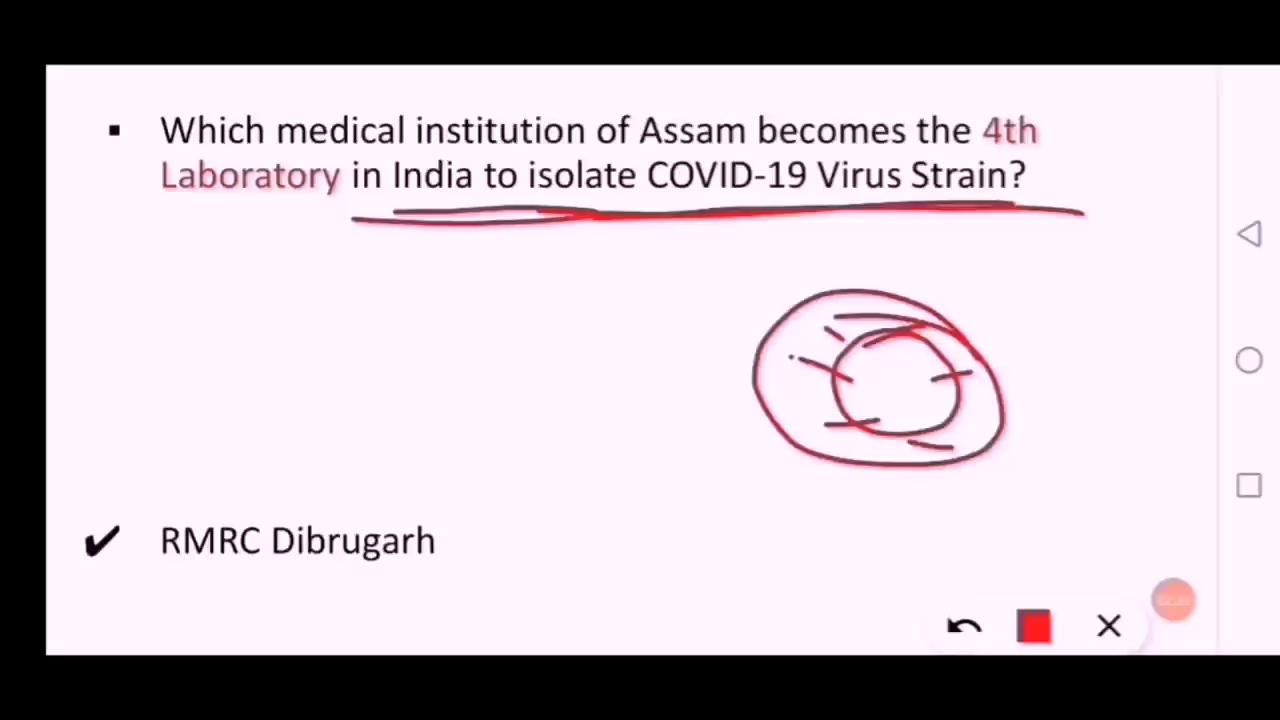 Which medical institution of Assam becomes the 4th
Laboratory in India to isolate COVID-19 Virus Strain?
RMRC Dibrugarh